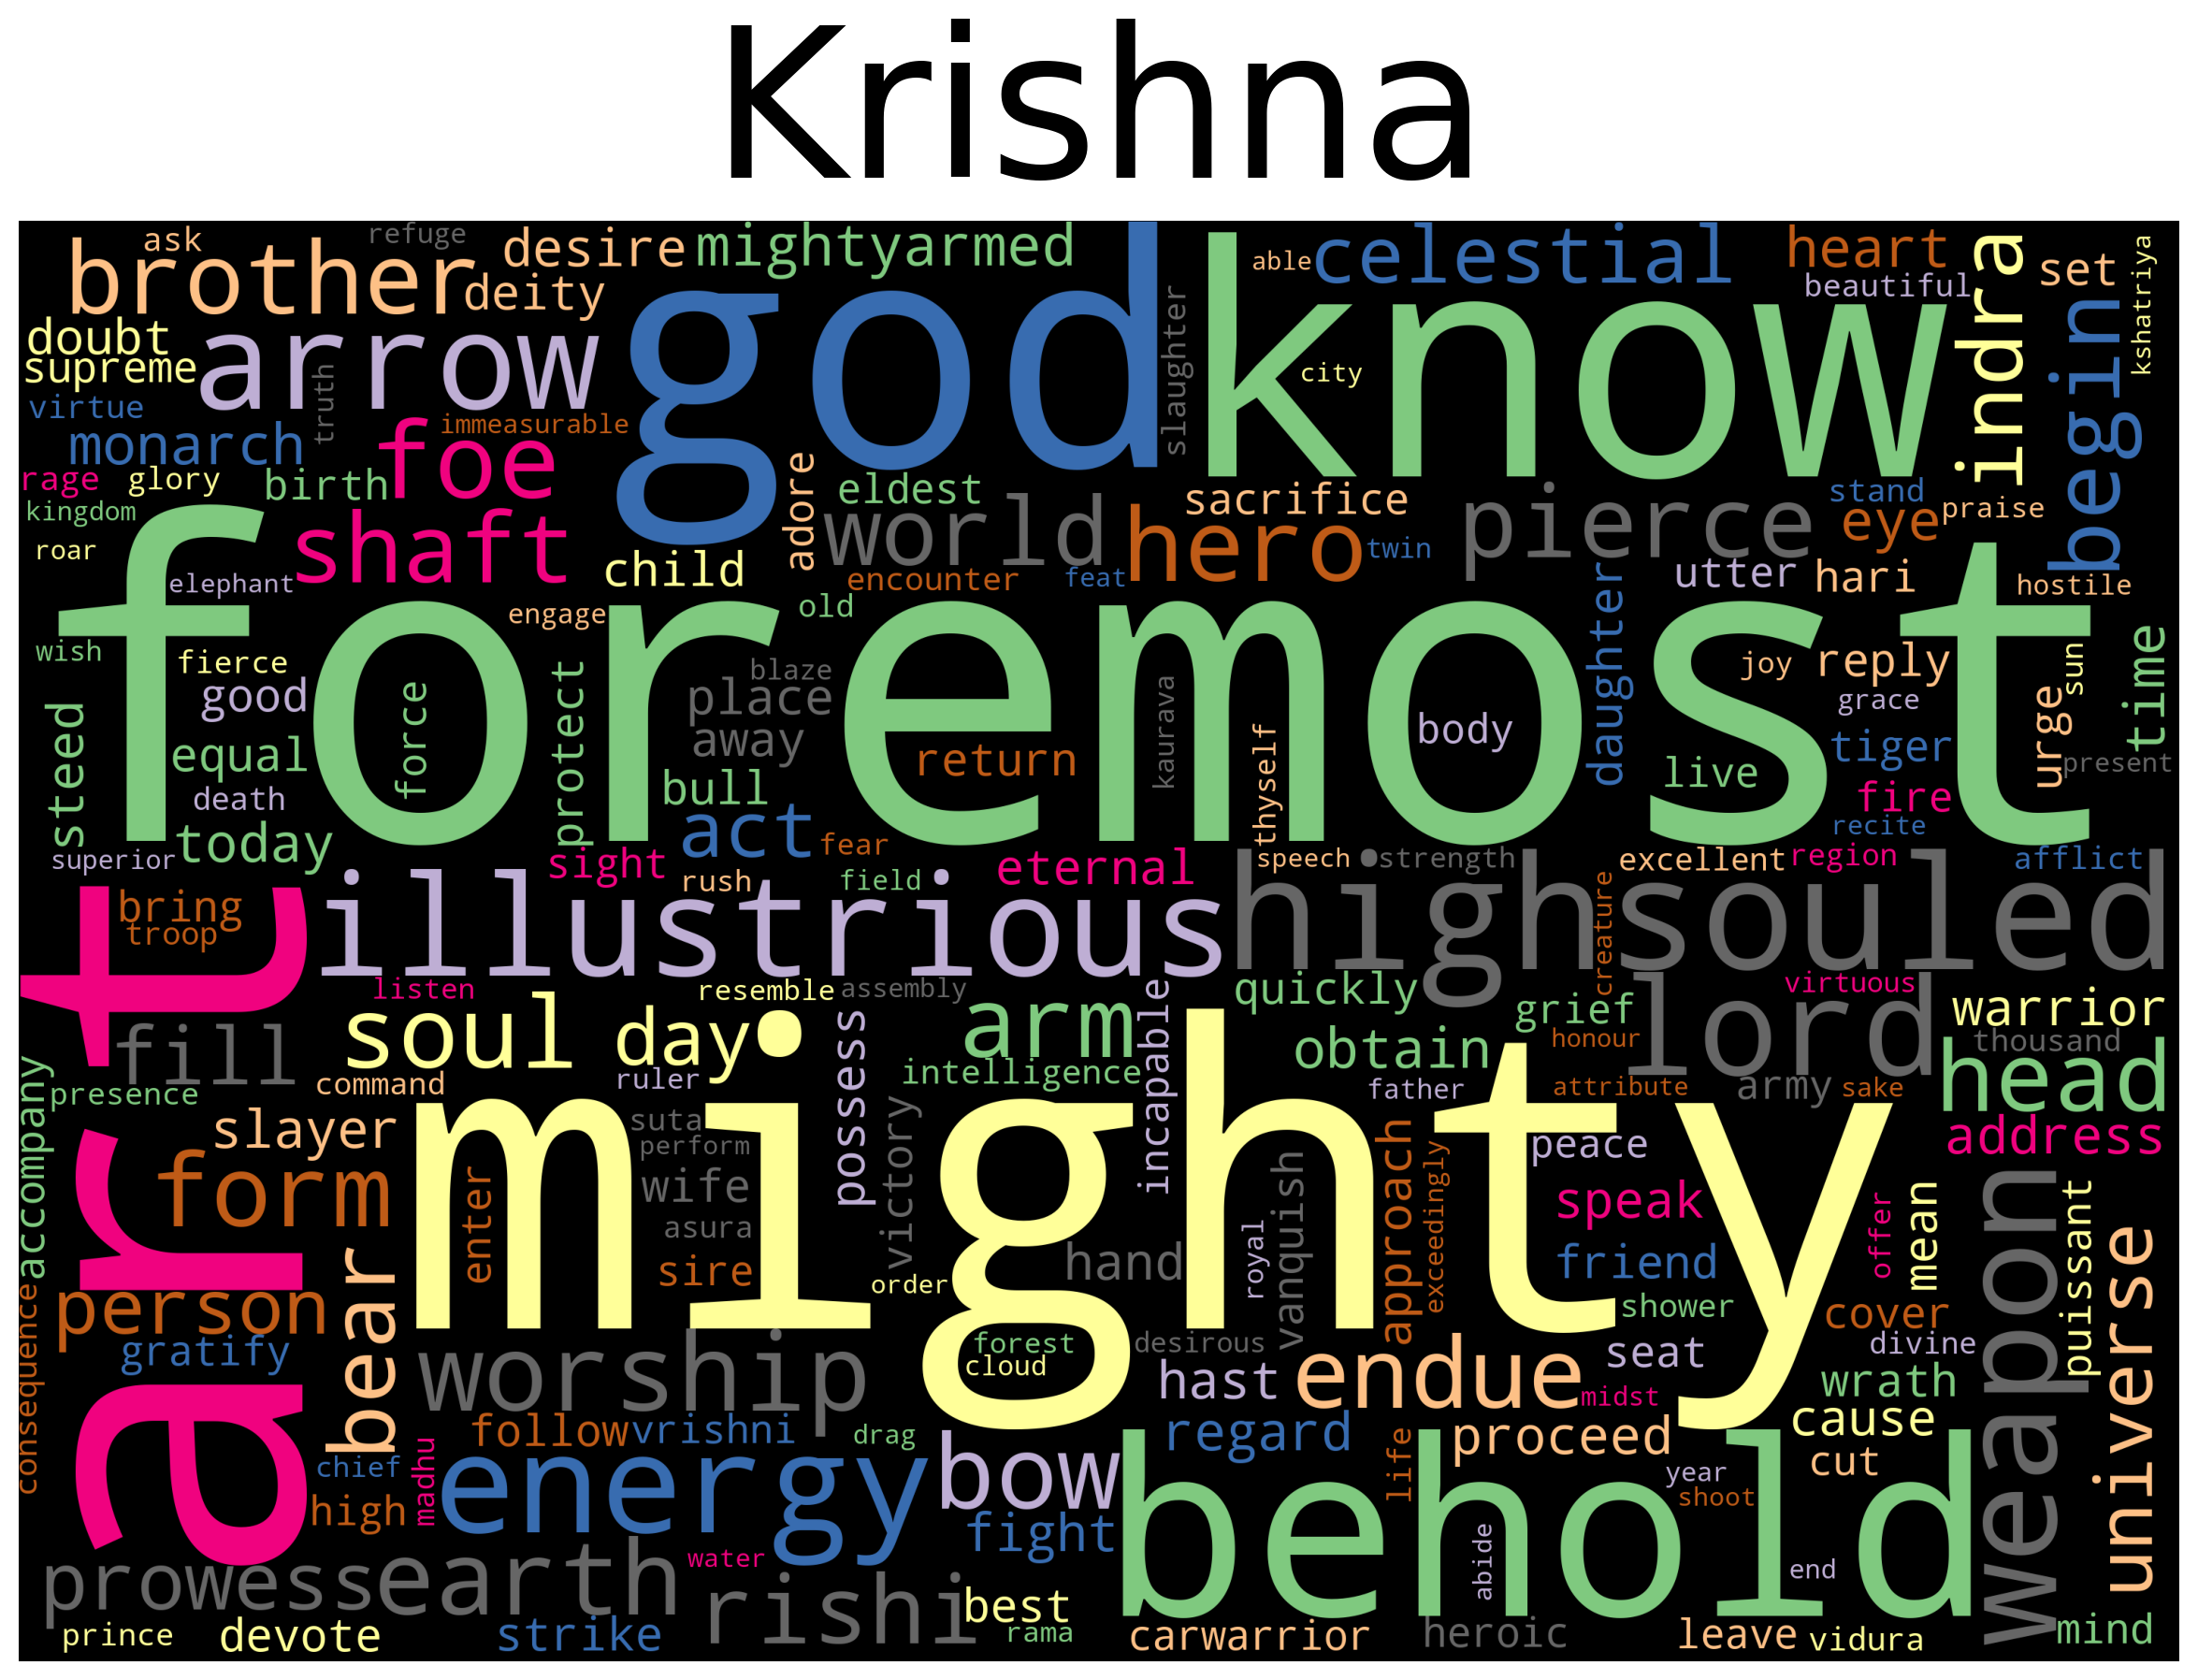 Krishna
ask refuge desire mightyarmed celestial heart
brother deity god able beautiful set kshatriya
doubt arrow know indra begin
supreme slaughter city
virtue truth immeasurable
monarch foe
rage glory birth adore eldest sacrifice stand praise
kingdom shaft world hero pierce eye
roar child twin
elephant encounter feat daughter utter hari hostile
foremost engage old
wish fierce blaze joy reply sun time
steed good force protect place kaurava body grace urge
equal away return tiger present
death bull thyself live fire
today act fear recite
superior sight eternal speech strength excellent region afflict
art illustrious rush field highsouled creature
bring
troop
listen resemble assembly quickly virtuous
fill soul day arm incapable grief lord warrior
accompany possess obtain honour thousand
presence command ruler intelligence father attribute army sake head
mighty
slayer suta victory approach exceedingly peace address
form perform
enter wife vanquish speak offer mean puissant weapon
bear asura royal
sire hand friend universe
person order shower cover
consequence gratify forest desirous seat divine
worship cloud hast endue midst wrath
follow vrishni drag regard proceed cause
chief madhu energy bow life cut
high fight behold year
shoot
prowess earth water abide end
rishi best
prince devote strike rama carwarrior heroic leave vidura mind